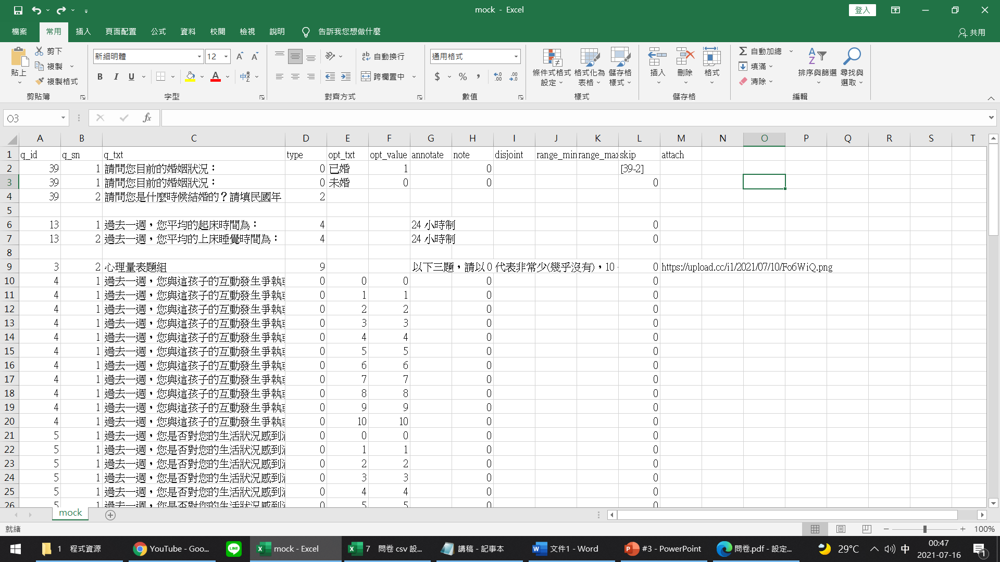 mock - Excel
登入
檔案 常用 插入 頁面配置 公式 資料 校閱 檢視 說明 告訴我您想做什麼 共用
貼上 剪下 複製 複製格式 剪貼簿
新細明體 12 字型
自動換行 跨欄置中 對齊方式
通用格式 $ % 數值
條件式格式設定 格式化為表格 儲存格樣式 樣式
插入 刪除 格式 儲存格
自動加總 填滿 清除 排序與篩選 尋找與選取 編輯
O3 fx
A B C D E F G H I J K L M N O P Q R S T
1 q_id q_sn q_txt type opt_txt opt_value annotate note disjoint range_min range_max skip attach
2 39 1 請問您目前的婚姻狀況： 0 已婚 1 0 [39-2]
3 39 1 請問您目前的婚姻狀況： 0 未婚 0 0 0
4 39 2 請問您是什麼時候結婚的？請填民國年 2
5
6 13 1 過去一週，您平均的起床時間為： 4 24 小時制 0
7 13 2 過去一週，您平均的上床睡覺時間為： 4 24 小時制 0
8
9 3 2 心理量表題組 9 以下三題，請以 0 代表非常少(幾乎沒有)，10 0 https://upload.cc/i1/2021/07/10/Fo6WiQ.png
10 4 1 過去一週，您與這孩子的互動發生爭執 0 0 0 0 0
11 4 1 過去一週，您與這孩子的互動發生爭執 0 1 1 0 0
12 4 1 過去一週，您與這孩子的互動發生爭執 0 2 2 0 0
13 4 1 過去一週，您與這孩子的互動發生爭執 0 3 3 0 0
14 4 1 過去一週，您與這孩子的互動發生爭執 0 4 4 0 0
15 4 1 過去一週，您與這孩子的互動發生爭執 0 5 5 0 0
16 4 1 過去一週，您與這孩子的互動發生爭執 0 6 6 0 0
17 4 1 過去一週，您與這孩子的互動發生爭執 0 7 7 0 0
18 4 1 過去一週，您與這孩子的互動發生爭執 0 8 8 0 0
19 4 1 過去一週，您與這孩子的互動發生爭執 0 9 9 0 0
20 4 1 過去一週，您與這孩子的互動發生爭執 0 10 10 0 0
21 5 1 過去一週，您是否對您的生活狀況感到 0 0 0 0 0
22 5 1 過去一週，您是否對您的生活狀況感到 0 1 1 0 0
23 5 1 過去一週，您是否對您的生活狀況感到 0 2 2 0 0
24 5 1 過去一週，您是否對您的生活狀況感到 0 3 3 0 0
25 5 1 過去一週，您是否對您的生活狀況感到 0 4 4 0 0
26 5 1 過去一週，您是否對您的生活狀況感到 0 5 5 0 0
mock
就緒 100%
1 程式資源 YouTube - Goo... LINE mock - Excel 7 問卷 csv 設... 講稿 - 記事本 文件1 - Word #3 - PowerPoint 問卷.pdf - 設定... 29°C 中 00:47 1
2021-07-16